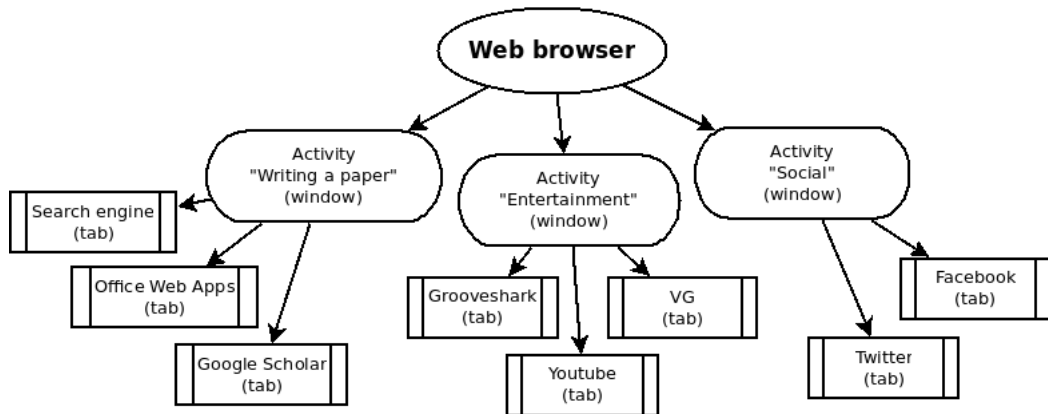 Web browser
Activity
"Writing a paper"
(window)
Activity
"Entertainment"
(window)
Activity
"Social"
(window)
Search engine
(tab)
Office Web Apps
(tab)
Google Scholar
(tab)
Grooveshark
(tab)
Youtube
(tab)
VG
(tab)
Twitter
(tab)
Facebook
(tab)